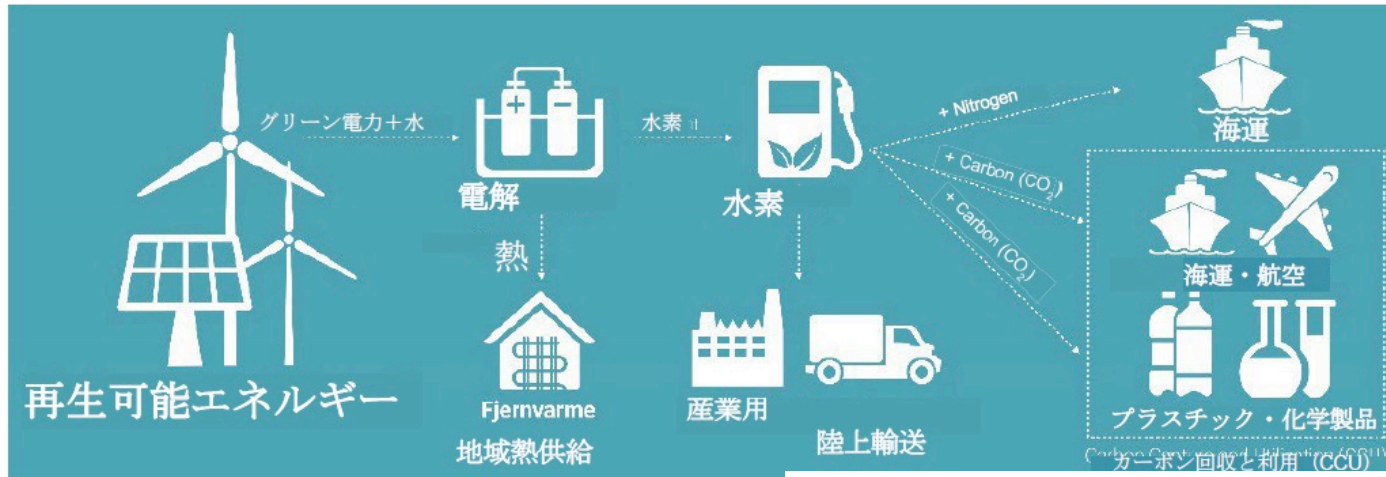 グリーン電力＋水
水素
+ Nitrogen
海運
+ Carbon (CO₂)
+ Carbon (CO₂)
電解
水素
熱
海運・航空
再生可能エネルギー
Fjernvarme
地域熱供給
産業用
陸上輸送
プラスチック・化学製品
カーボン回収と利用（CCU）